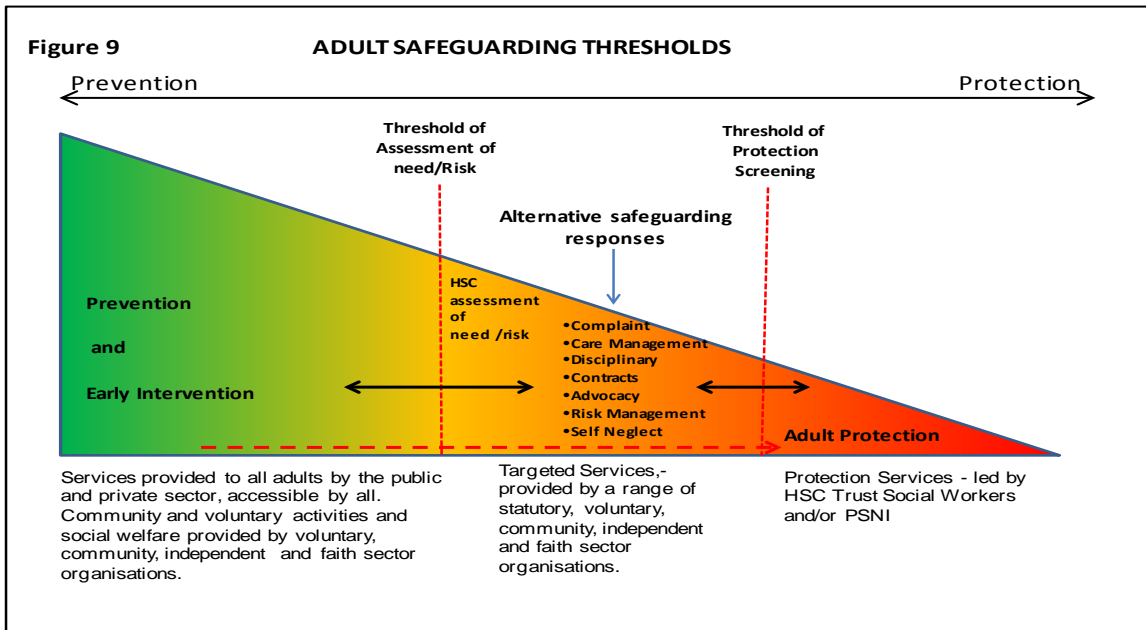 Figure 9
ADULT SAFEGUARDING THRESHOLDS
Prevention
Protection
Threshold of
Assessment of
need/Risk
Threshold of
Protection
Screening
Alternative safeguarding
responses
Prevention
and
Early Intervention
HSC
assessment
of
need /risk
•Complaint
•Care Management
•Disciplinary
•Contracts
•Advocacy
•Risk Management
•Self Neglect
Adult Protection
Services provided to all adults by the public
and private sector, accessible by all.
Community and voluntary activities and
social welfare provided by voluntary,
community, independent and faith sector
organisations.
Targeted Services,-
provided by a range of
statutory, voluntary,
community, independent
and faith sector
organisations.
Protection Services - led by
HSC Trust Social Workers
and/or PSNI